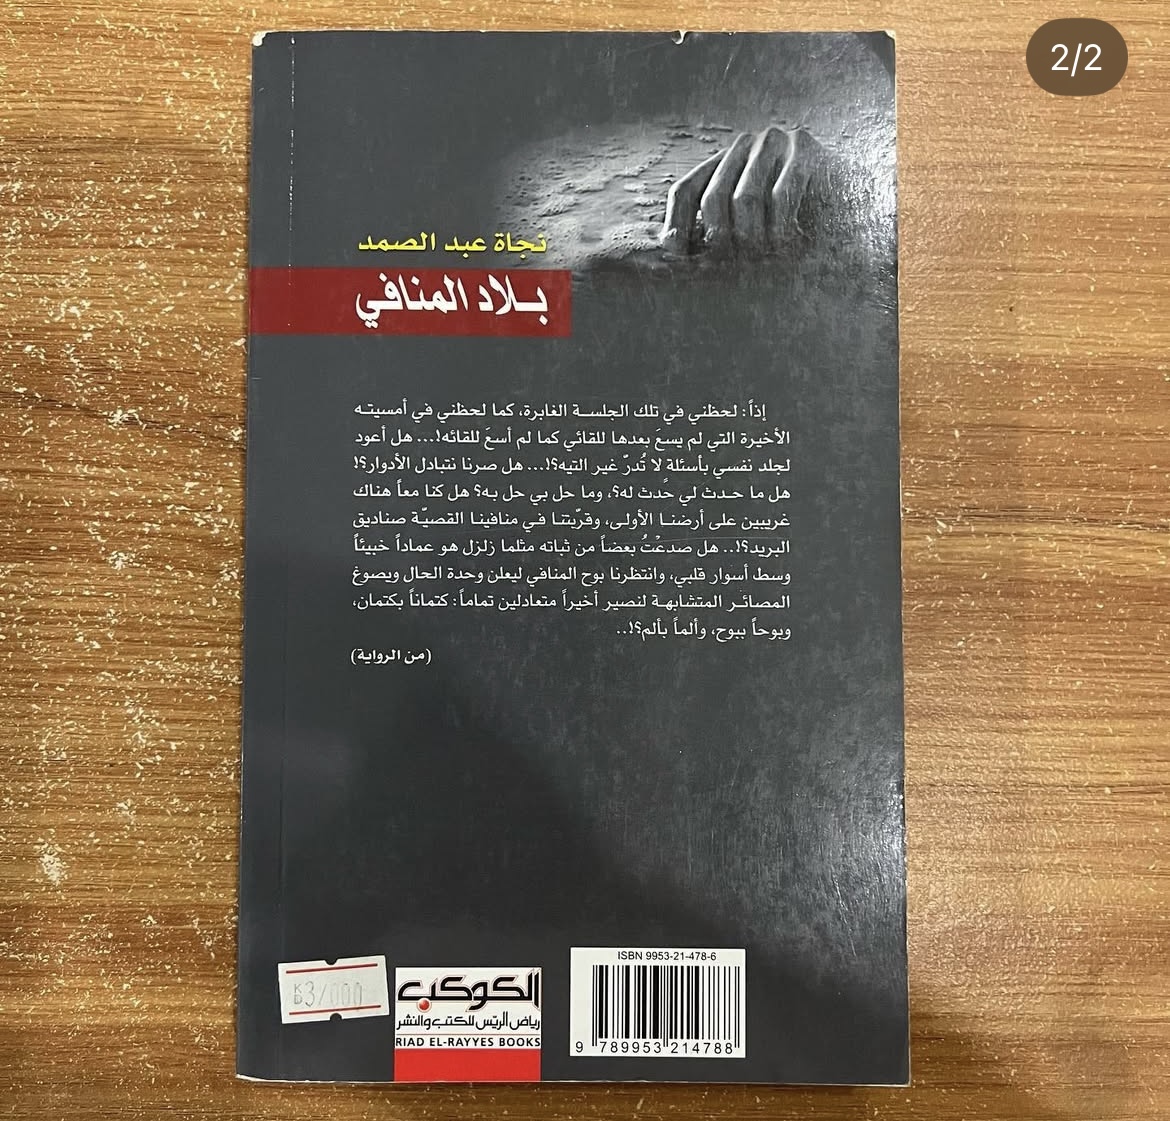 2/2
نجاة عبد الصمد
بلاد المنافي
إذاً: لحظني في تلك الجلسة الغابرة، كما لحظني في أمسيته
الأخيرة التي لم يسعَ بعدها للقائي كما لم أسعَ للقائه!... هل أعود
لجلد نفسي بأسئلة لا تُدرّ غير التيه؟!... هل صرنا نتبادل الأدوار؟!
هل ما حدث لي حدث له؟، وما حل بي حل به؟ هل كنا معاً هناك
غريبين على أرضنا الأولى، وقرّبتنا في منافينا القصيّة صناديق
البريد؟!.. هل صدعْتُ بعضاً من ثباته مثلما زلزل هو عماداً خبيئاً
وسط أسوار قلبي، وانتظرنا بوح المنافي ليعلن وحدة الحال ويصوغ
المصائر المتشابهة لنصير أخيراً متعادلين تماماً: كتماناً بكتمان،
وبوحاً ببوح، وألماً بألم؟!..
(من الرواية)
ISBN 9953-21-478-6
9 789953 214788
الكوكب
رياض الريّس للكتب والنشر
RIAD EL-RAYYES BOOKS
KD 3/000